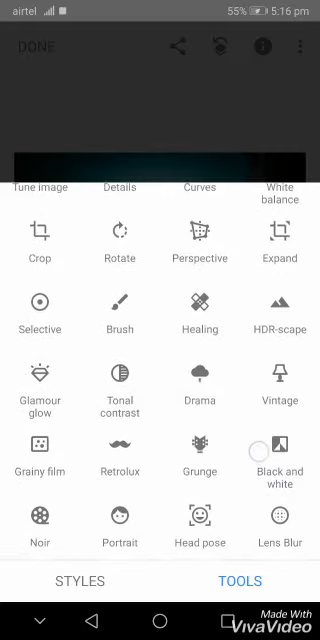 airtel 55% 5:16 pm
DONE
Tune image Details Curves White
balance
Crop Rotate Perspective Expand
Selective Brush Healing HDR-scape
Glamour Tonal Drama Vintage
glow contrast
Grainy film Retrolux Grunge Black and
white
Noir Portrait Head pose Lens Blur
STYLES TOOLS
Made With
VivaVideo